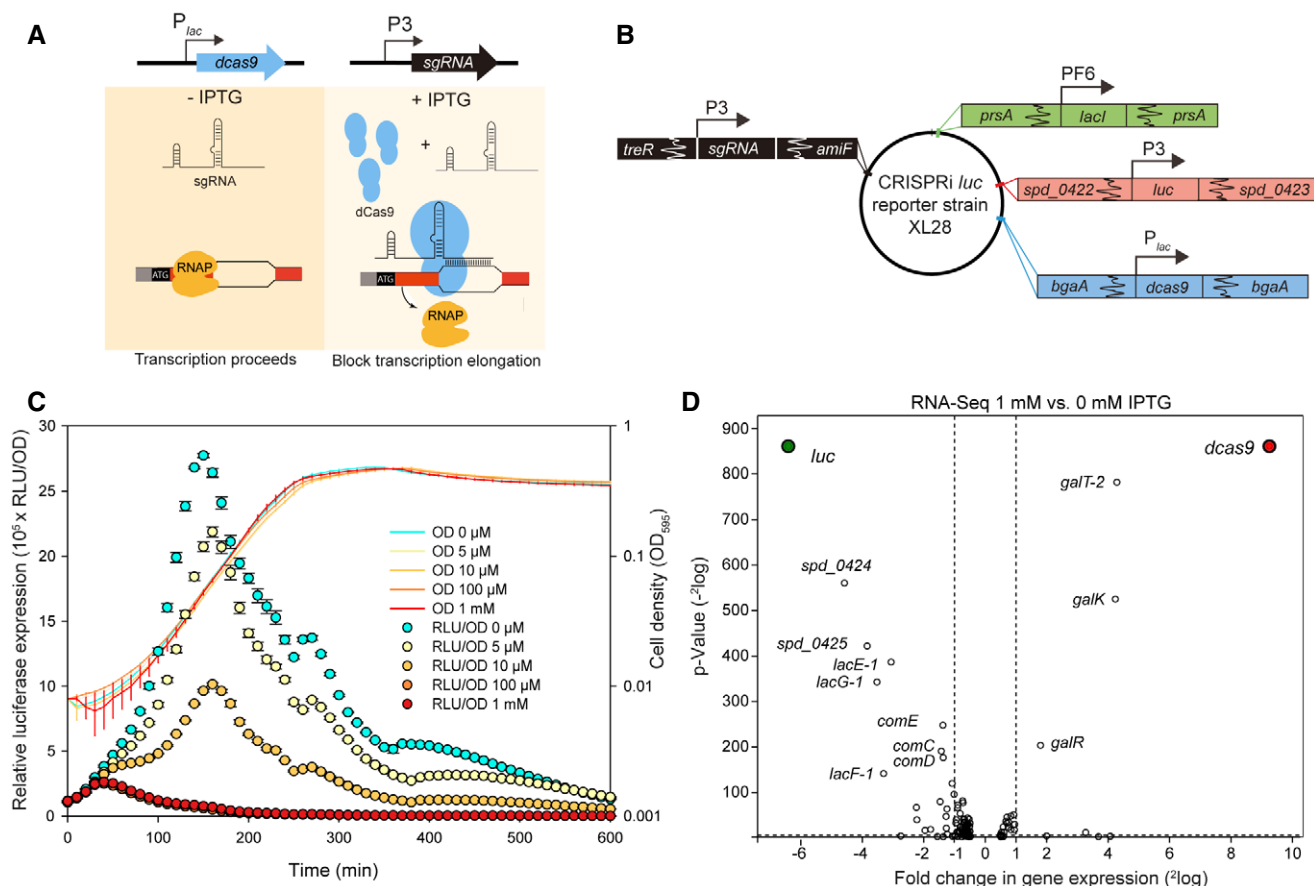 A
P lac
P3
dcas9
sgRNA
- IPTG
+ IPTG
+
sgRNA
dCas9
ATG
RNAP
ATG
RNAP
Transcription proceeds
Block transcription elongation
B
PF6
prsA lacI prsA
P3
treR sgRNA amiF
P3
spd_0422 luc spd_0423
CRISPRi luc
reporter strain
XL28
P lac
bgaA dcas9 bgaA
C
Relative luciferase expression (10⁵ x RLU/OD)
30
25
20
15
10
5
0
OD 0 µM
OD 5 µM
OD 10 µM
OD 100 µM
OD 1 mM
RLU/OD 0 µM
RLU/OD 5 µM
RLU/OD 10 µM
RLU/OD 100 µM
RLU/OD 1 mM
1
0.1
0.01
0.001
Cell density (OD₅₉₅)
0 100 200 300 400 500 600
Time (min)
D
RNA-Seq 1 mM vs. 0 mM IPTG
p-Value (-²log)
900
800
700
600
500
400
300
200
100
luc
dcas9
galT-2
spd_0424
galK
spd_0425
lacE-1
lacG-1
comE
comC
comD
galR
lacF-1
-6 -4 -2 -1 0 1 2 4 6 8 10
Fold change in gene expression (²log)